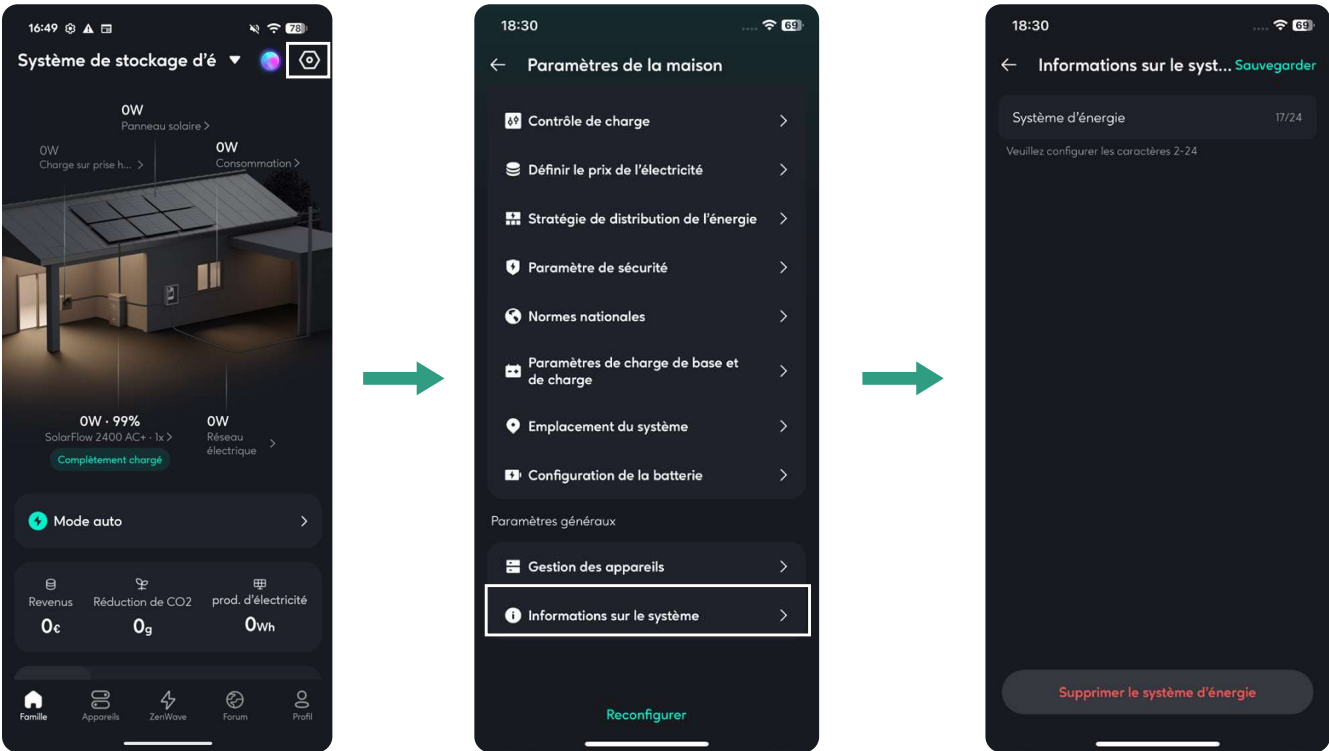 16:49
78
Système de stockage d'é
0W
Panneau solaire >
0W
Charge sur prise h... >
0W
Consommation >
0W · 99%
SolarFlow 2400 AC+ · 1x >
Complètement chargé
0W
Réseau
électrique >
Mode auto >
Revenus
0€
Réduction de CO2
0g
prod. d'électricité
0Wh
Famille
Appareils
ZenWave
Forum
Profil
18:30
69
Paramètres de la maison
Contrôle de charge >
Définir le prix de l'électricité >
Stratégie de distribution de l'énergie >
Paramètre de sécurité >
Normes nationales >
Paramètres de charge de base et
de charge >
Emplacement du système >
Configuration de la batterie >
Paramètres généraux
Gestion des appareils >
Informations sur le système >
Reconfigurer
18:30
69
Informations sur le syst... Sauvegarder
Système d'énergie 17/24
Veuillez configurer les caractères 2-24
Supprimer le système d'énergie